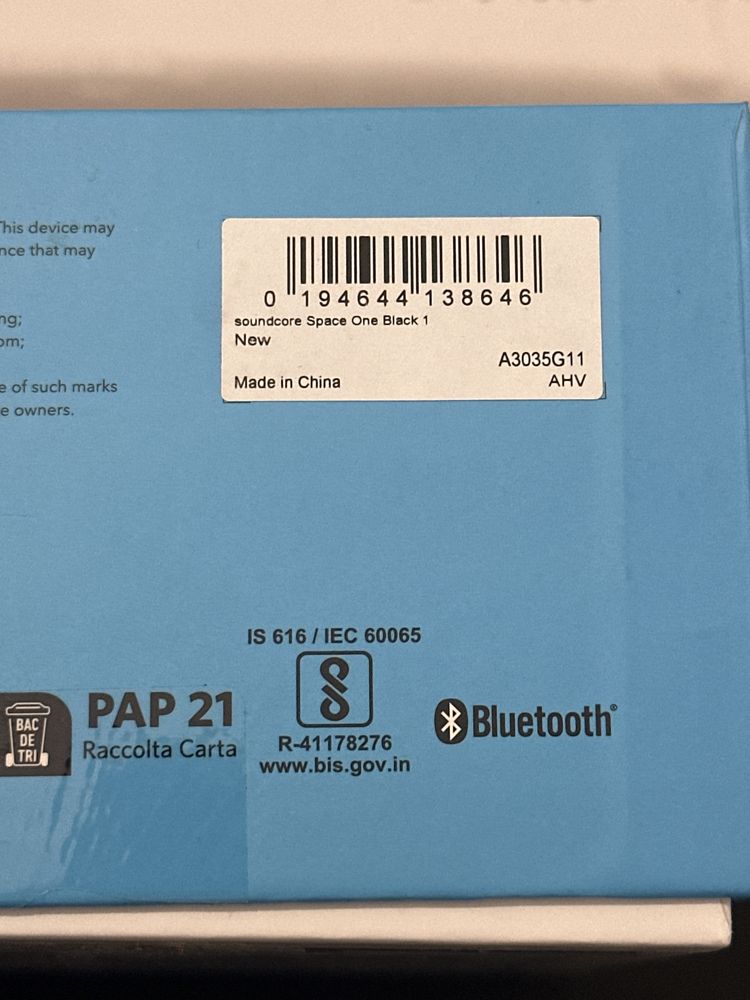 This device may
nce that may
ng;
om;
e of such marks
e owners.
0 194644 138646
soundcore Space One Black 1
New
A3035G11
Made in China
AHV
IS 616 / IEC 60065
R-41178276
www.bis.gov.in
BAC
DE
TRI
PAP 21
Raccolta Carta
Bluetooth®